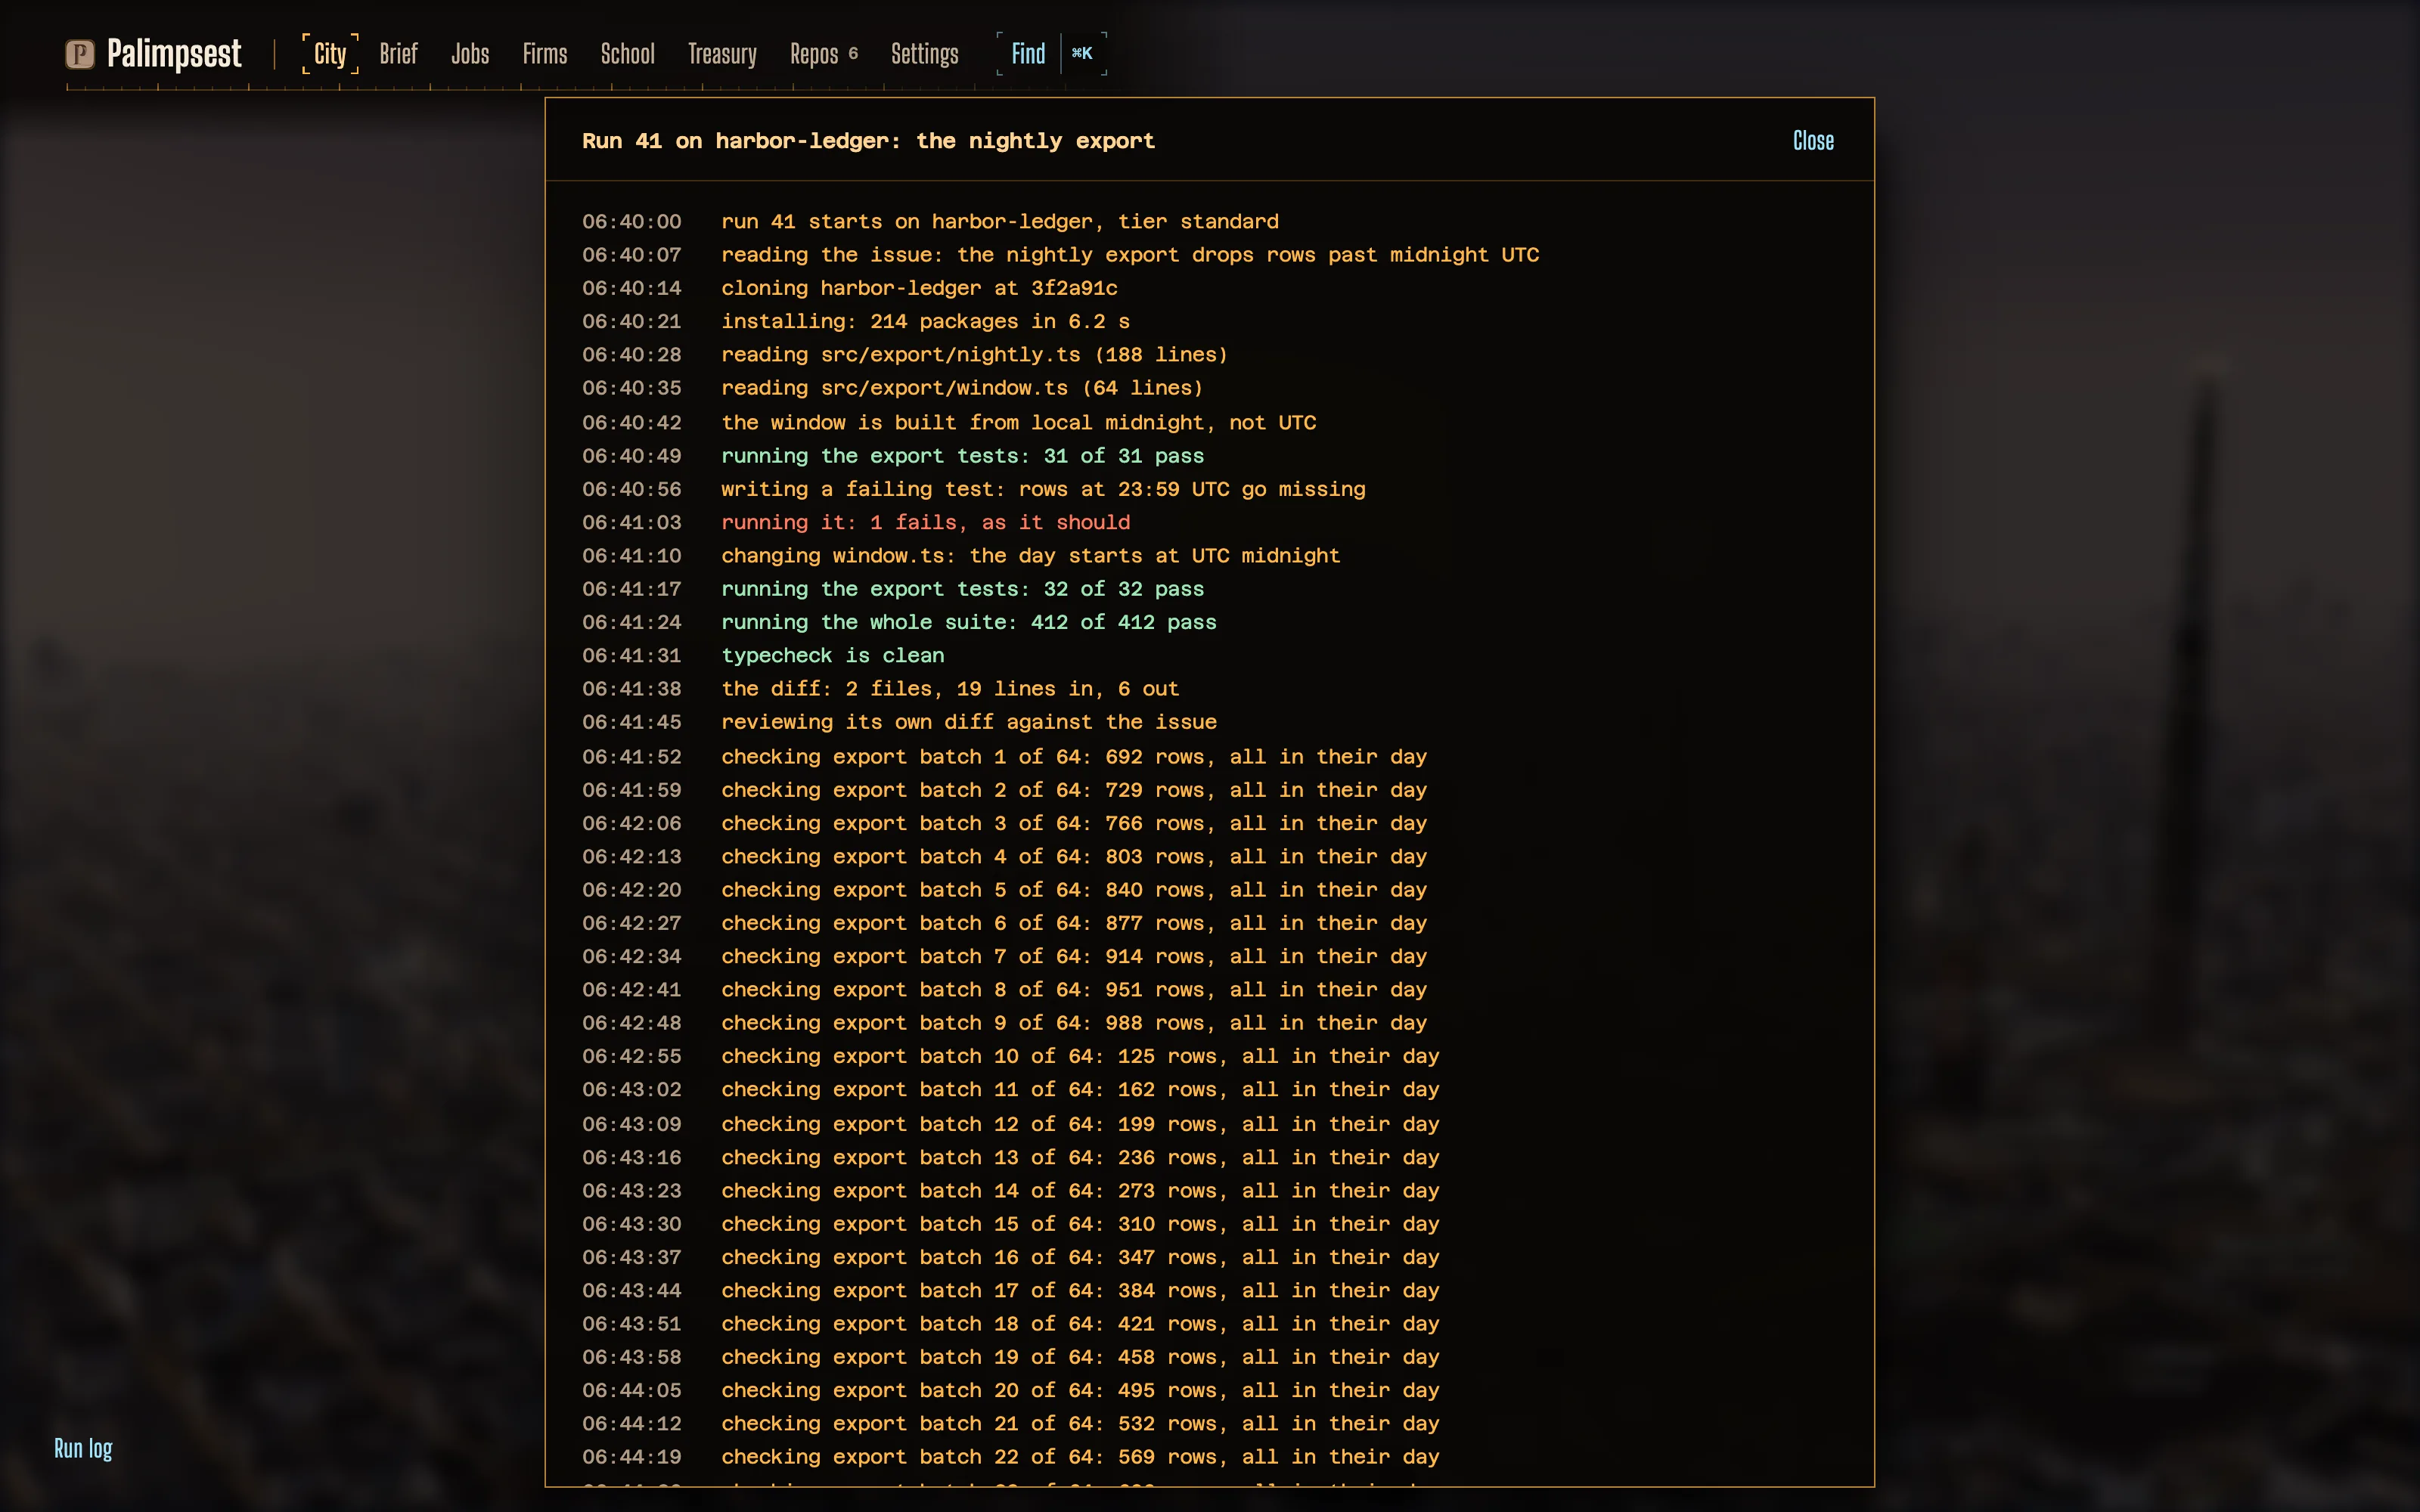 P Palimpsest City Brief Jobs Firms School Treasury Repos 6 Settings Find ⌘K
Run 41 on harbor-ledger: the nightly export Close
06:40:00 run 41 starts on harbor-ledger, tier standard
06:40:07 reading the issue: the nightly export drops rows past midnight UTC
06:40:14 cloning harbor-ledger at 3f2a91c
06:40:21 installing: 214 packages in 6.2 s
06:40:28 reading src/export/nightly.ts (188 lines)
06:40:35 reading src/export/window.ts (64 lines)
06:40:42 the window is built from local midnight, not UTC
06:40:49 running the export tests: 31 of 31 pass
06:40:56 writing a failing test: rows at 23:59 UTC go missing
06:41:03 running it: 1 fails, as it should
06:41:10 changing window.ts: the day starts at UTC midnight
06:41:17 running the export tests: 32 of 32 pass
06:41:24 running the whole suite: 412 of 412 pass
06:41:31 typecheck is clean
06:41:38 the diff: 2 files, 19 lines in, 6 out
06:41:45 reviewing its own diff against the issue
06:41:52 checking export batch 1 of 64: 692 rows, all in their day
06:41:59 checking export batch 2 of 64: 729 rows, all in their day
06:42:06 checking export batch 3 of 64: 766 rows, all in their day
06:42:13 checking export batch 4 of 64: 803 rows, all in their day
06:42:20 checking export batch 5 of 64: 840 rows, all in their day
06:42:27 checking export batch 6 of 64: 877 rows, all in their day
06:42:34 checking export batch 7 of 64: 914 rows, all in their day
06:42:41 checking export batch 8 of 64: 951 rows, all in their day
06:42:48 checking export batch 9 of 64: 988 rows, all in their day
06:42:55 checking export batch 10 of 64: 125 rows, all in their day
06:43:02 checking export batch 11 of 64: 162 rows, all in their day
06:43:09 checking export batch 12 of 64: 199 rows, all in their day
06:43:16 checking export batch 13 of 64: 236 rows, all in their day
06:43:23 checking export batch 14 of 64: 273 rows, all in their day
06:43:30 checking export batch 15 of 64: 310 rows, all in their day
06:43:37 checking export batch 16 of 64: 347 rows, all in their day
06:43:44 checking export batch 17 of 64: 384 rows, all in their day
06:43:51 checking export batch 18 of 64: 421 rows, all in their day
06:43:58 checking export batch 19 of 64: 458 rows, all in their day
06:44:05 checking export batch 20 of 64: 495 rows, all in their day
06:44:12 checking export batch 21 of 64: 532 rows, all in their day
06:44:19 checking export batch 22 of 64: 569 rows, all in their day
Run log